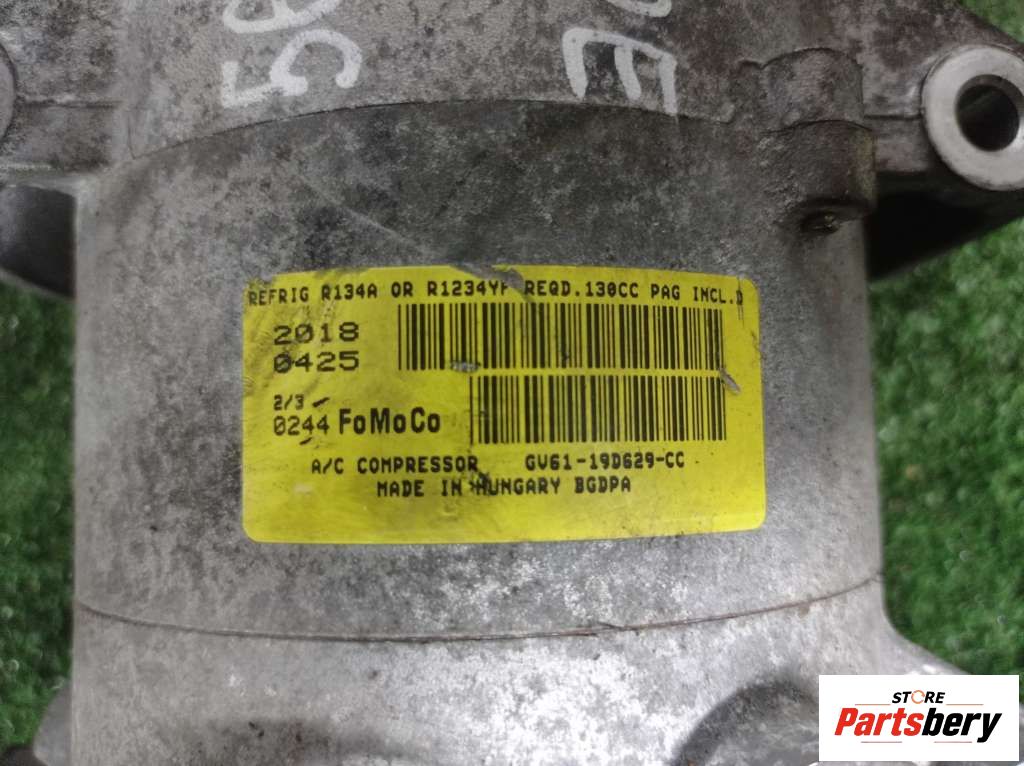 58
E
REFRIG R134A OR R1234YF REQD.130CC PAG INCL.D
2018
0425
2/3
0244 FoMoCo
A/C COMPRESSOR GV61-19D629-CC
MADE IN HUNGARY BGDPA
STORE
Partsbery